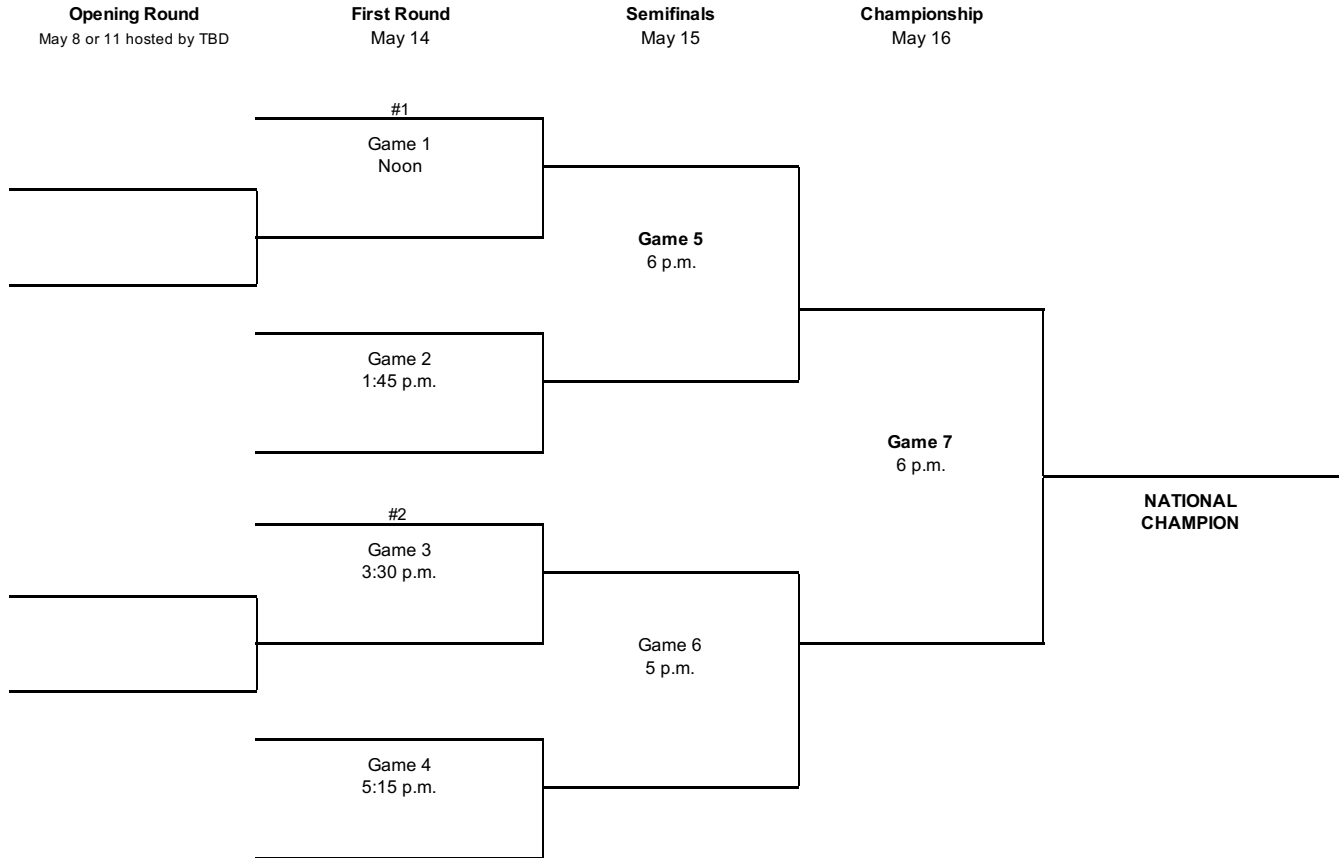 Opening Round
May 8 or 11 hosted by TBD
First Round
May 14
Semifinals
May 15
Championship
May 16
#1
Game 1
Noon
Game 5
6 p.m.
Game 2
1:45 p.m.
Game 7
6 p.m.
NATIONAL
CHAMPION
#2
Game 3
3:30 p.m.
Game 6
5 p.m.
Game 4
5:15 p.m.